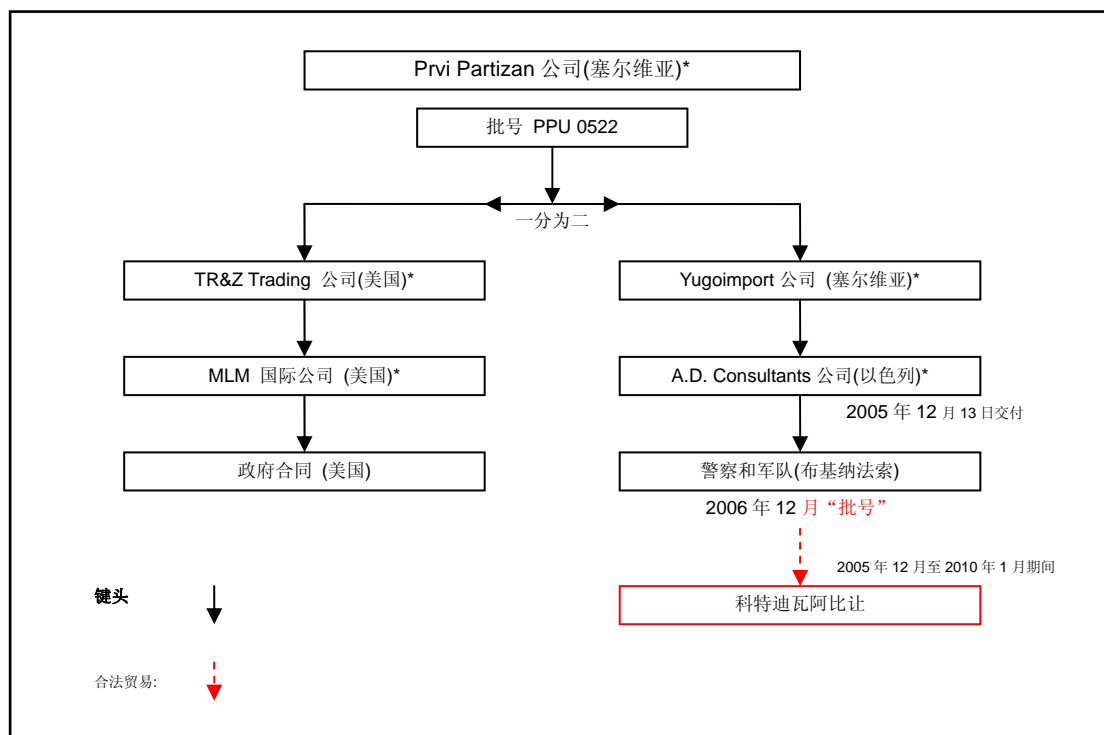 Prvi Partizan 公司(塞尔维亚)*
批号 PPU 0522
一分为二
TR&Z Trading 公司(美国)*
Yugoimport 公司 (塞尔维亚)*
MLM 国际公司 (美国)*
A.D. Consultants 公司(以色列)*
2005 年 12 月 13 日交付
政府合同 (美国)
警察和军队(布基纳法索)
2006 年 12 月“批号”
2005 年 12 月至 2010 年 1 月期间
科特迪瓦阿比让
键头
合法贸易: